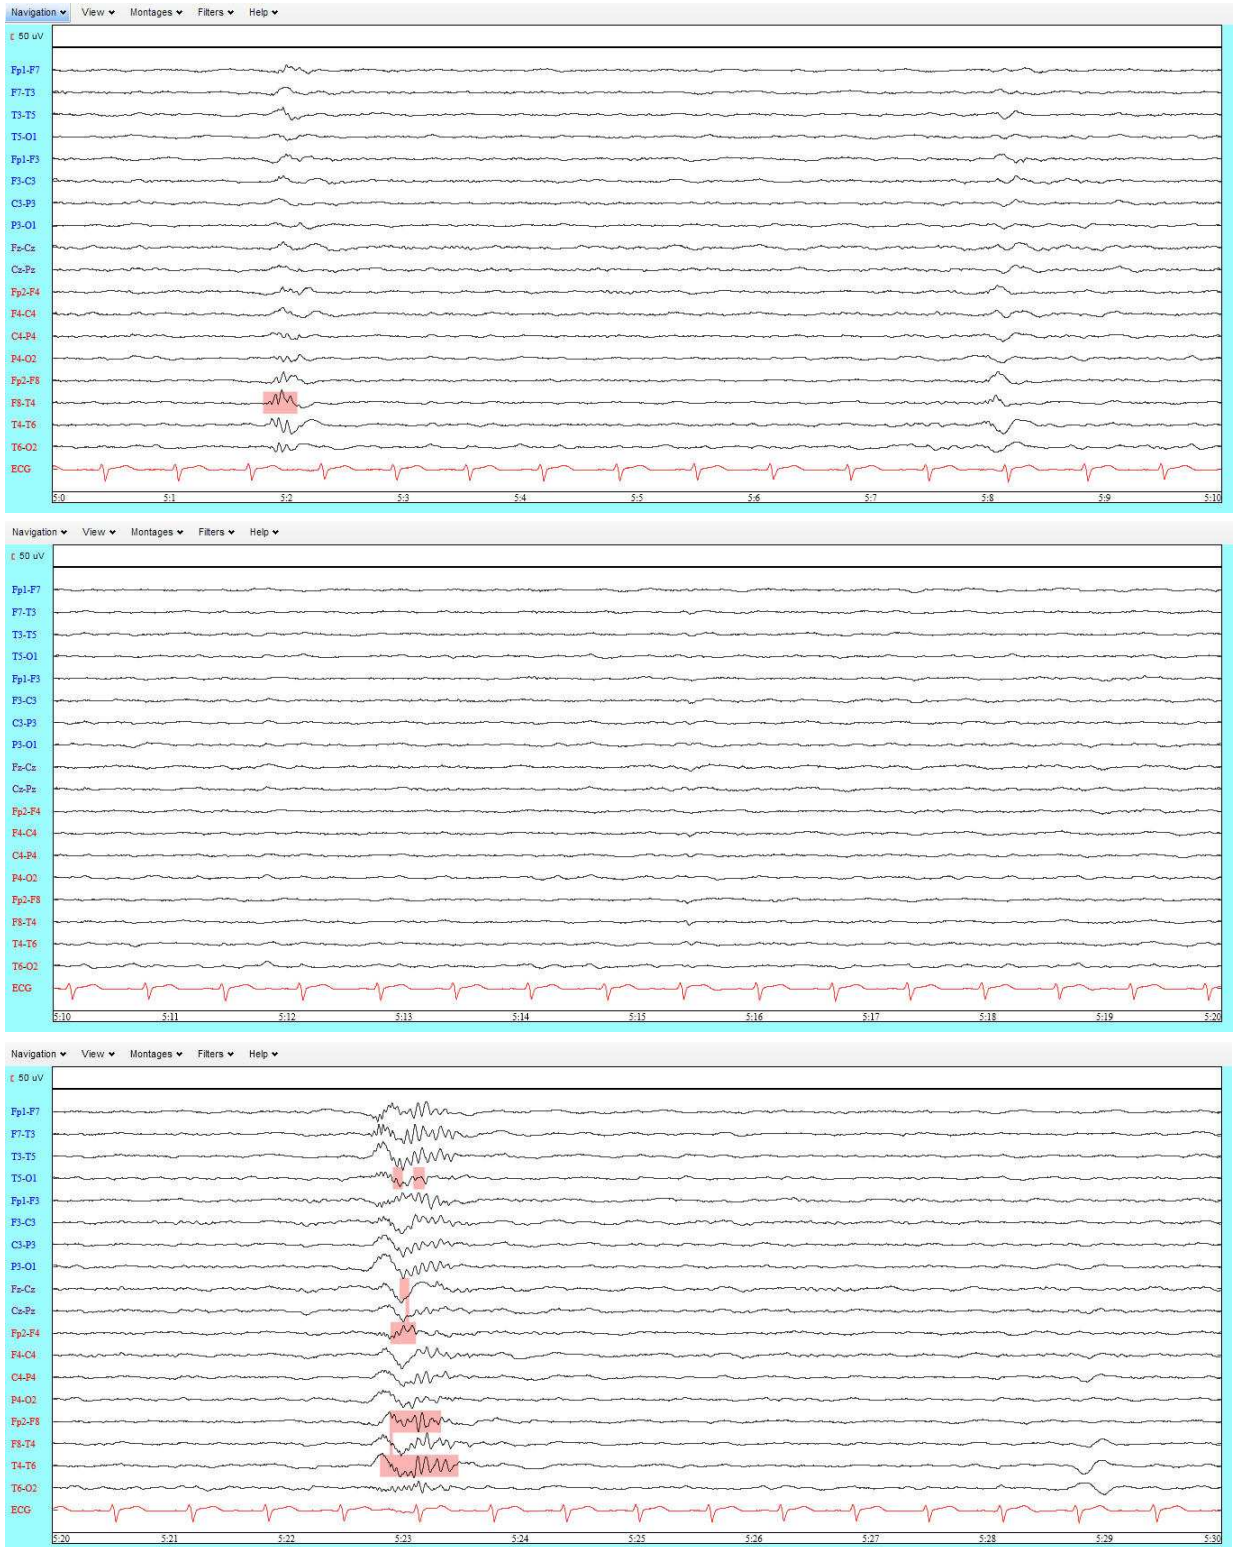 Navigation View Montages Filters Help
50 uV
Fp1-F7
F7-T3
T3-T5
T5-O1
Fp1-F3
F3-C3
C3-P3
P3-O1
Fz-Cz
Cz-Pz
Fp2-F4
F4-C4
C4-P4
P4-O2
Fp2-F8
F8-T4
T4-T6
T6-O2
ECG
5:0 5:1 5:2 5:3 5:4 5:5 5:6 5:7 5:8 5:9 5:10
Navigation View Montages Filters Help
50 uV
Fp1-F7
F7-T3
T3-T5
T5-O1
Fp1-F3
F3-C3
C3-P3
P3-O1
Fz-Cz
Cz-Pz
Fp2-F4
F4-C4
C4-P4
P4-O2
Fp2-F8
F8-T4
T4-T6
T6-O2
ECG
5:10 5:11 5:12 5:13 5:14 5:15 5:16 5:17 5:18 5:19 5:20
Navigation View Montages Filters Help
50 uV
Fp1-F7
F7-T3
T3-T5
T5-O1
Fp1-F3
F3-C3
C3-P3
P3-O1
Fz-Cz
Cz-Pz
Fp2-F4
F4-C4
C4-P4
P4-O2
Fp2-F8
F8-T4
T4-T6
T6-O2
ECG
5:20 5:21 5:22 5:23 5:24 5:25 5:26 5:27 5:28 5:29 5:30